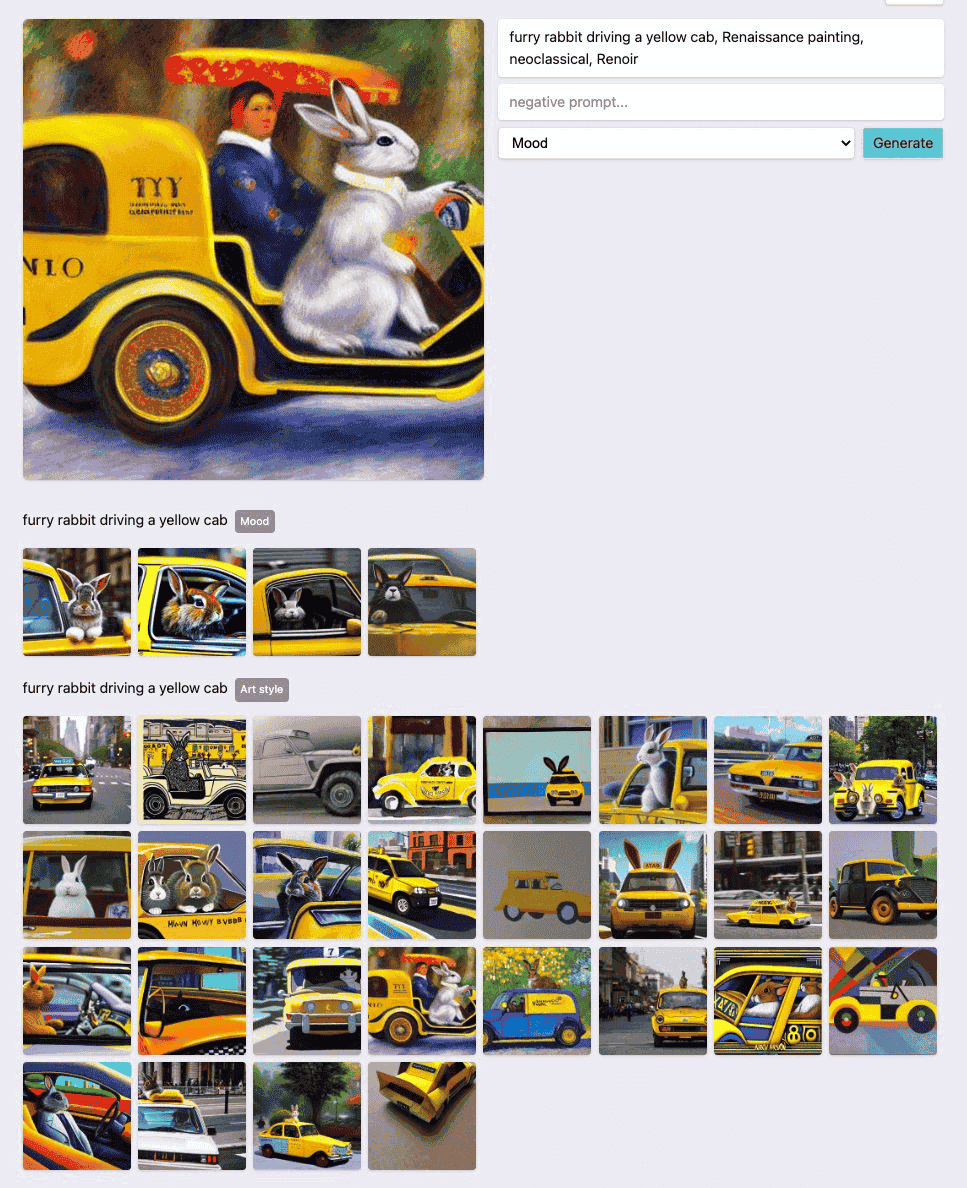 furry rabbit driving a yellow cab, Renaissance painting,
neoclassical, Renoir
negative prompt...
Mood
Generate
TYY
NLO
furry rabbit driving a yellow cab Mood
furry rabbit driving a yellow cab Art style